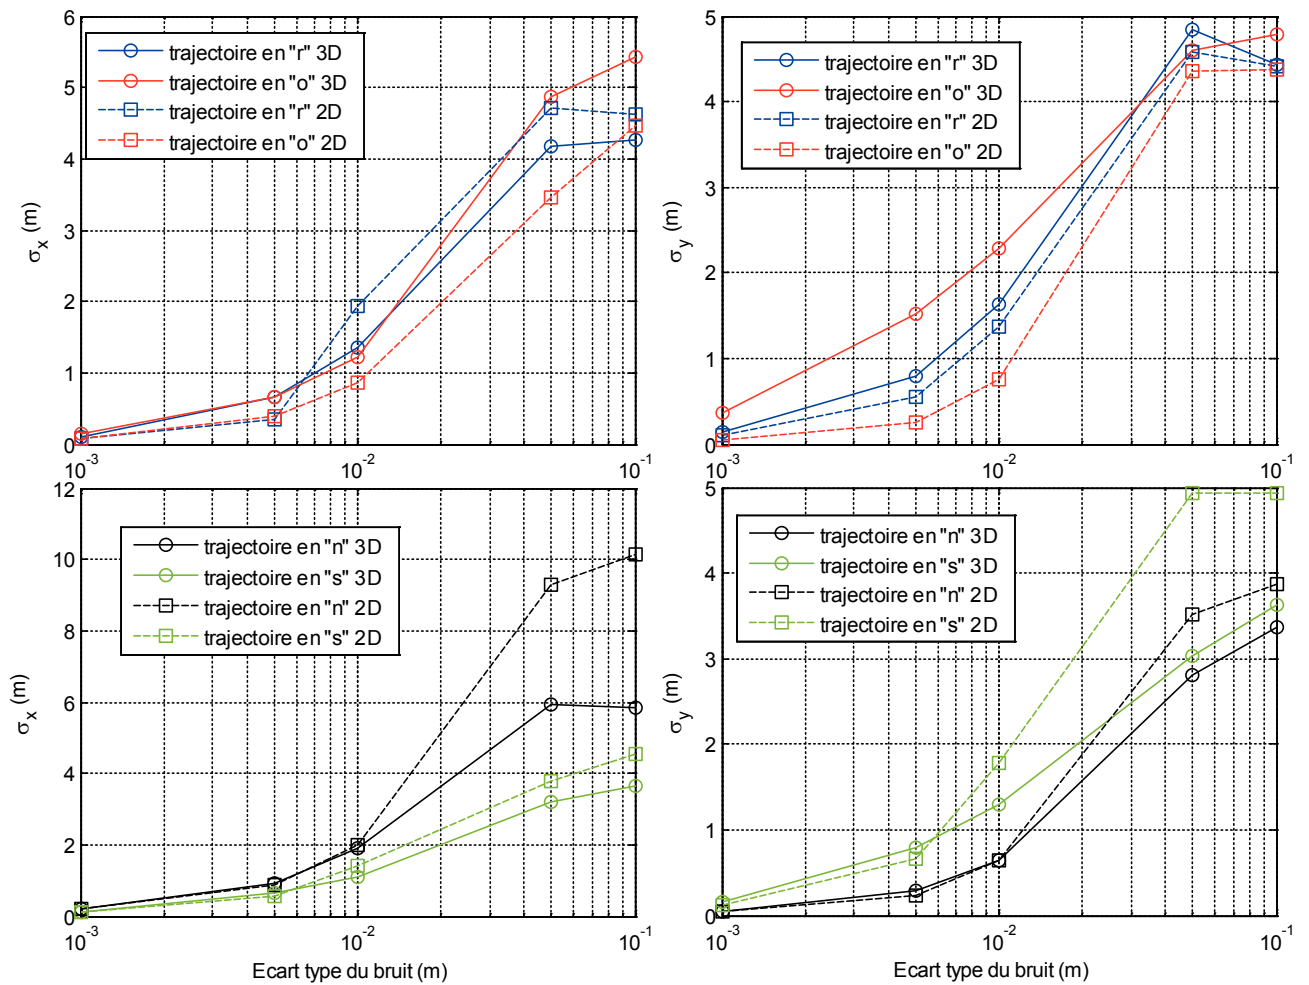 6
5
4
3
2
1
0
σx (m)
trajectoire en "r" 3D
trajectoire en "o" 3D
trajectoire en "r" 2D
trajectoire en "o" 2D
10-3
10-2
10-1
5
4
3
2
1
0
σy (m)
trajectoire en "r" 3D
trajectoire en "o" 3D
trajectoire en "r" 2D
trajectoire en "o" 2D
10-3
10-2
10-1
12
10
8
6
4
2
0
σx (m)
trajectoire en "n" 3D
trajectoire en "s" 3D
trajectoire en "n" 2D
trajectoire en "s" 2D
10-3
10-2
10-1
Ecart type du bruit (m)
5
4
3
2
1
0
σy (m)
trajectoire en "n" 3D
trajectoire en "s" 3D
trajectoire en "n" 2D
trajectoire en "s" 2D
10-3
10-2
10-1
Ecart type du bruit (m)